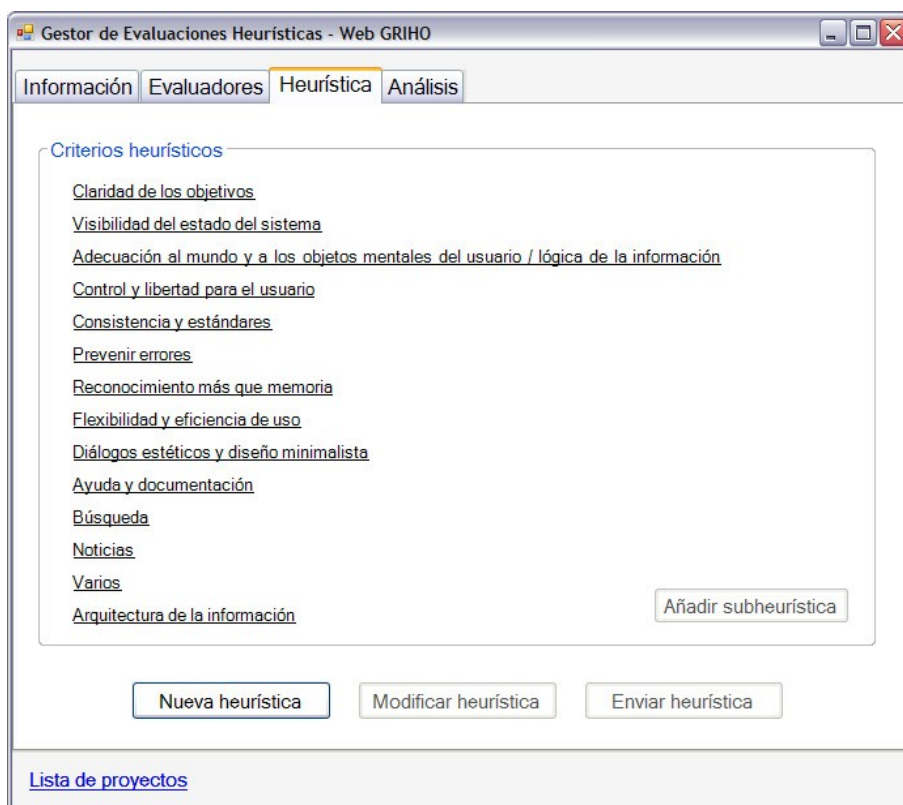 Gestor de Evaluaciones Heurísticas - Web GRIHO
Información Evaluadores Heurística Análisis
Criterios heurísticos
Claridad de los objetivos
Visibilidad del estado del sistema
Adecuación al mundo y a los objetos mentales del usuario / lógica de la información
Control y libertad para el usuario
Consistencia y estándares
Prevenir errores
Reconocimiento más que memoria
Flexibilidad y eficiencia de uso
Diálogos estéticos y diseño minimalista
Ayuda y documentación
Búsqueda
Noticias
Varios
Arquitectura de la información
Añadir subheurística
Nueva heurística Modificar heurística Enviar heurística
Lista de proyectos